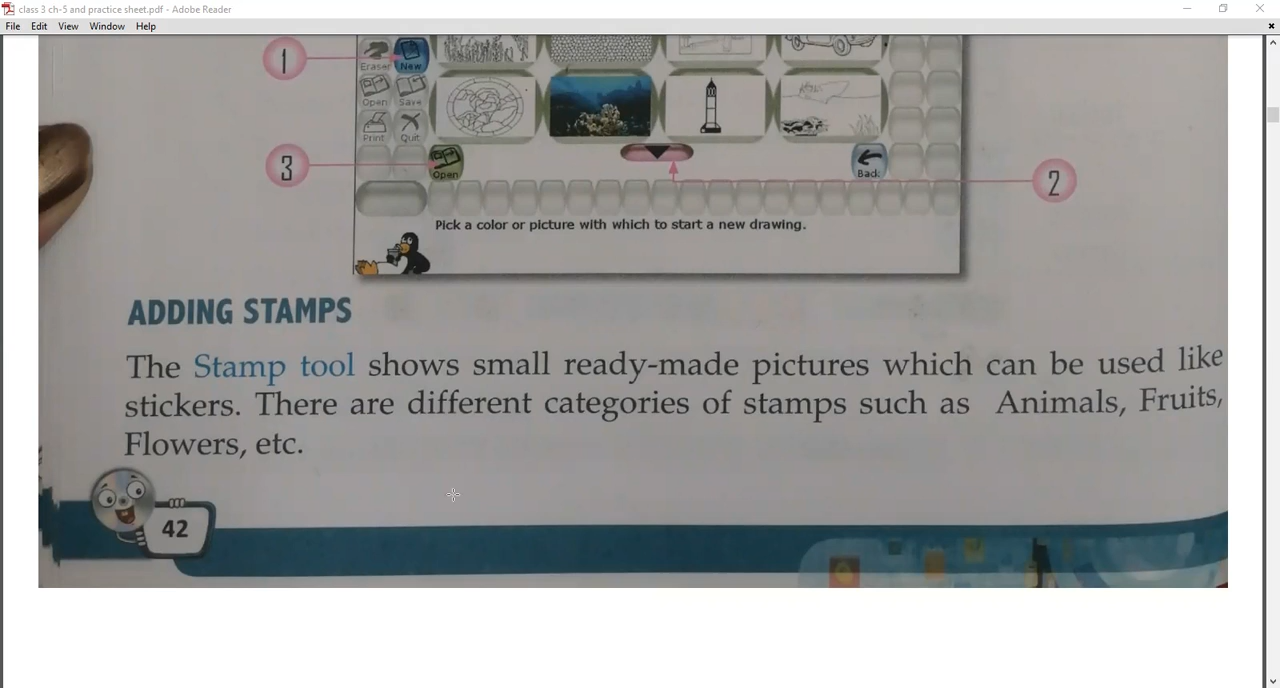 class 3 ch-5 and practice sheet.pdf - Adobe Reader
File Edit View Window Help
1
Eraser New
Open Save
Print Quit
3
Open
Back
2
Pick a color or picture with which to start a new drawing.
ADDING STAMPS
The Stamp tool shows small ready-made pictures which can be used like
stickers. There are different categories of stamps such as Animals, Fruits,
Flowers, etc.
42